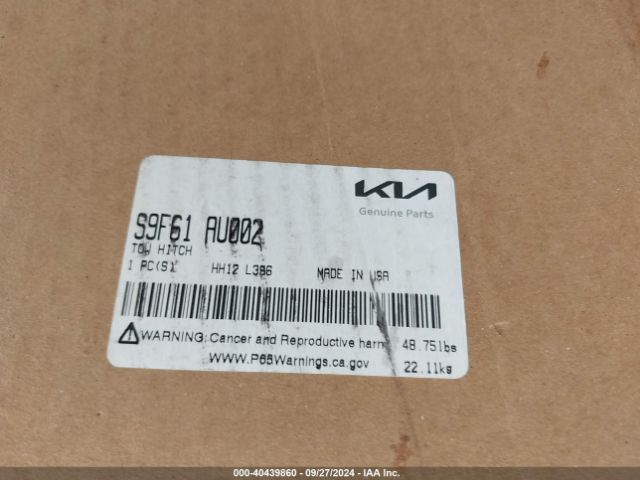 KIA
Genuine Parts
S9F61 AU002
TOW HITCH
1 PC(S) HH12 L386 MADE IN USA
WARNING: Cancer and Reproductive harm 48.75lbs
WWW.P65Warnings.ca.gov 22.11kg
000-40439860 - 09/27/2024 - IAA Inc.